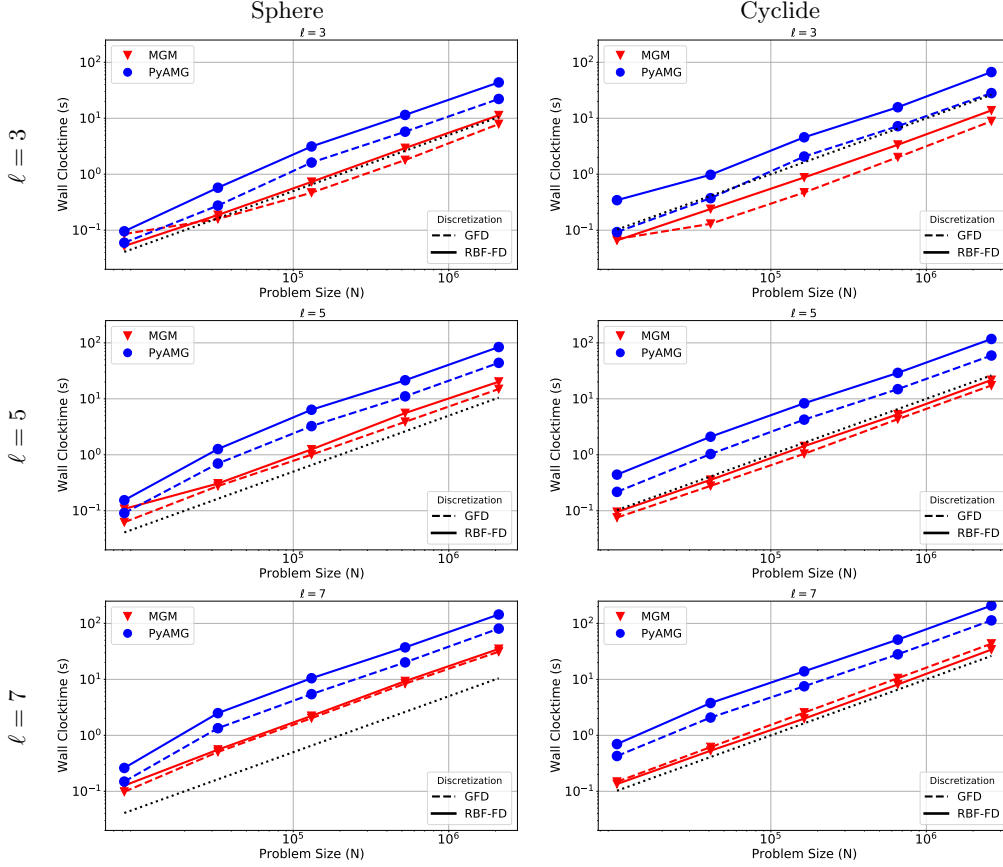 Sphere
Cyclide
ℓ = 3
ℓ = 3
Wall Clocktime (s)
10²
10¹
10⁰
10⁻¹
MGM
PyAMG
Discretization
GFD
RBF-FD
10⁵
10⁶
Problem Size (N)
ℓ = 3
Wall Clocktime (s)
10²
10¹
10⁰
10⁻¹
MGM
PyAMG
Discretization
GFD
RBF-FD
10⁵
10⁶
Problem Size (N)
ℓ = 5
ℓ = 5
Wall Clocktime (s)
10²
10¹
10⁰
10⁻¹
MGM
PyAMG
Discretization
GFD
RBF-FD
10⁵
10⁶
Problem Size (N)
ℓ = 5
Wall Clocktime (s)
10²
10¹
10⁰
10⁻¹
MGM
PyAMG
Discretization
GFD
RBF-FD
10⁵
10⁶
Problem Size (N)
ℓ = 7
ℓ = 7
Wall Clocktime (s)
10²
10¹
10⁰
10⁻¹
MGM
PyAMG
Discretization
GFD
RBF-FD
10⁵
10⁶
Problem Size (N)
ℓ = 7
Wall Clocktime (s)
10²
10¹
10⁰
10⁻¹
MGM
PyAMG
Discretization
GFD
RBF-FD
10⁵
10⁶
Problem Size (N)